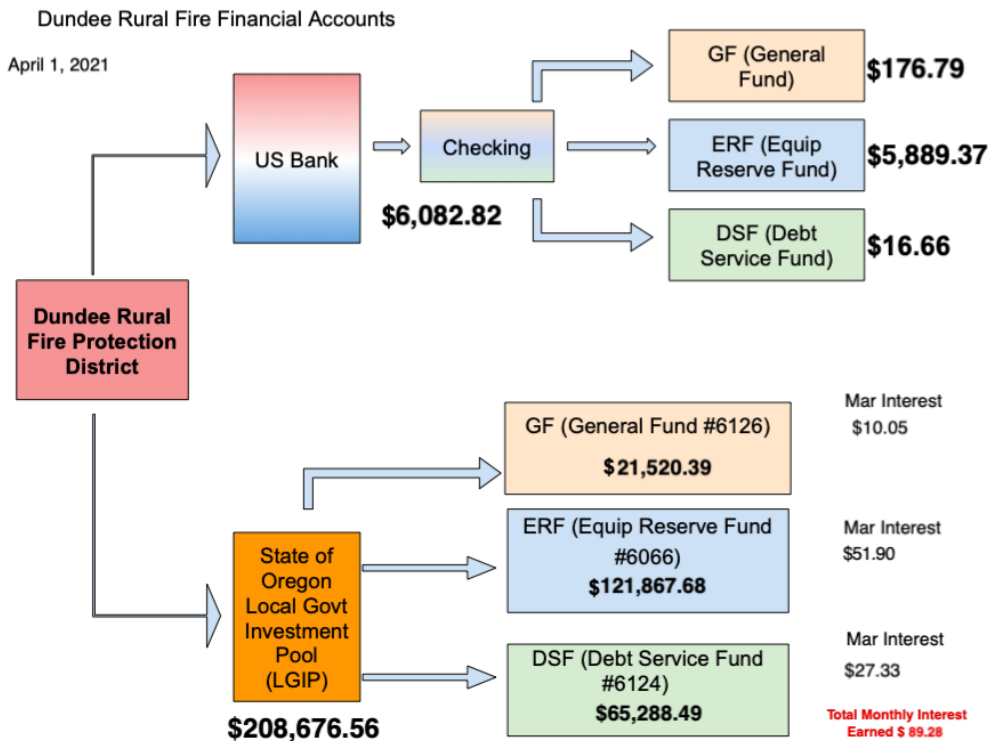 Dundee Rural Fire Financial Accounts
April 1, 2021
US Bank
Checking
$6,082.82
GF (General
Fund)
$176.79
ERF (Equip
Reserve Fund)
$5,889.37
DSF (Debt
Service Fund)
$16.66
Dundee Rural
Fire Protection
District
State of
Oregon
Local Govt
Investment
Pool
(LGIP)
$208,676.56
GF (General Fund #6126)
$21,520.39
Mar Interest
$10.05
ERF (Equip Reserve Fund
#6066)
$121,867.68
Mar Interest
$51.90
DSF (Debt Service Fund
#6124)
$65,288.49
Mar Interest
$27.33
Total Monthly Interest
Earned $ 89.28